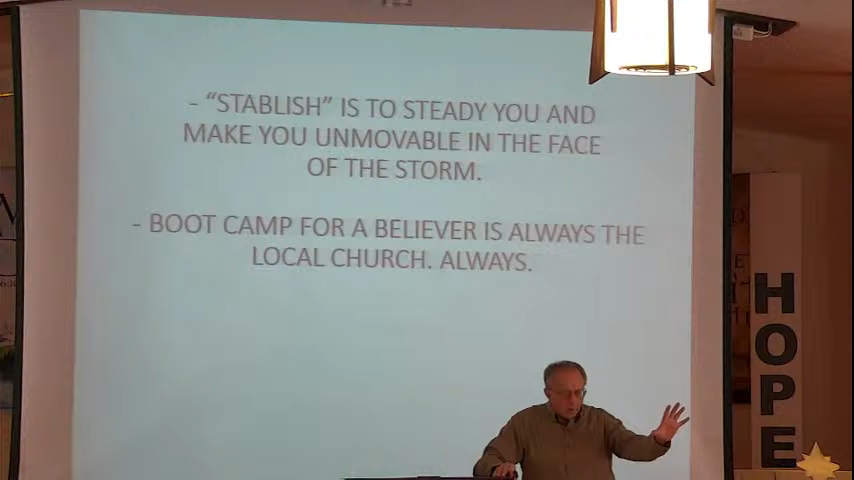 - “STABLISH” IS TO STEADY YOU AND
MAKE YOU UNMOVABLE IN THE FACE
OF THE STORM.
- BOOT CAMP FOR A BELIEVER IS ALWAYS THE
LOCAL CHURCH. ALWAYS.
HOPE